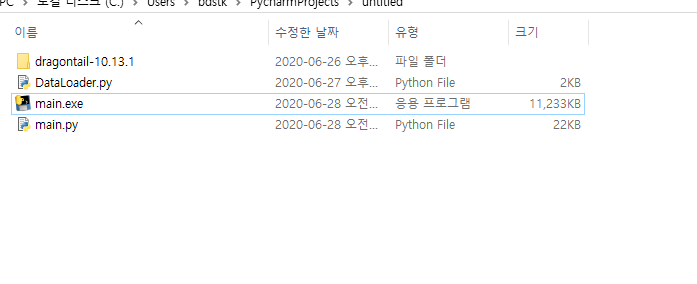 PC > 로컬 디스크 (C:) > Users > bdstk > PycharmProjects > untitled
이름 수정한 날짜 유형 크기
dragontail-10.13.1 2020-06-26 오후... 파일 폴더
DataLoader.py 2020-06-27 오후... Python File 2KB
main.exe 2020-06-28 오전... 응용 프로그램 11,233KB
main.py 2020-06-28 오전... Python File 22KB